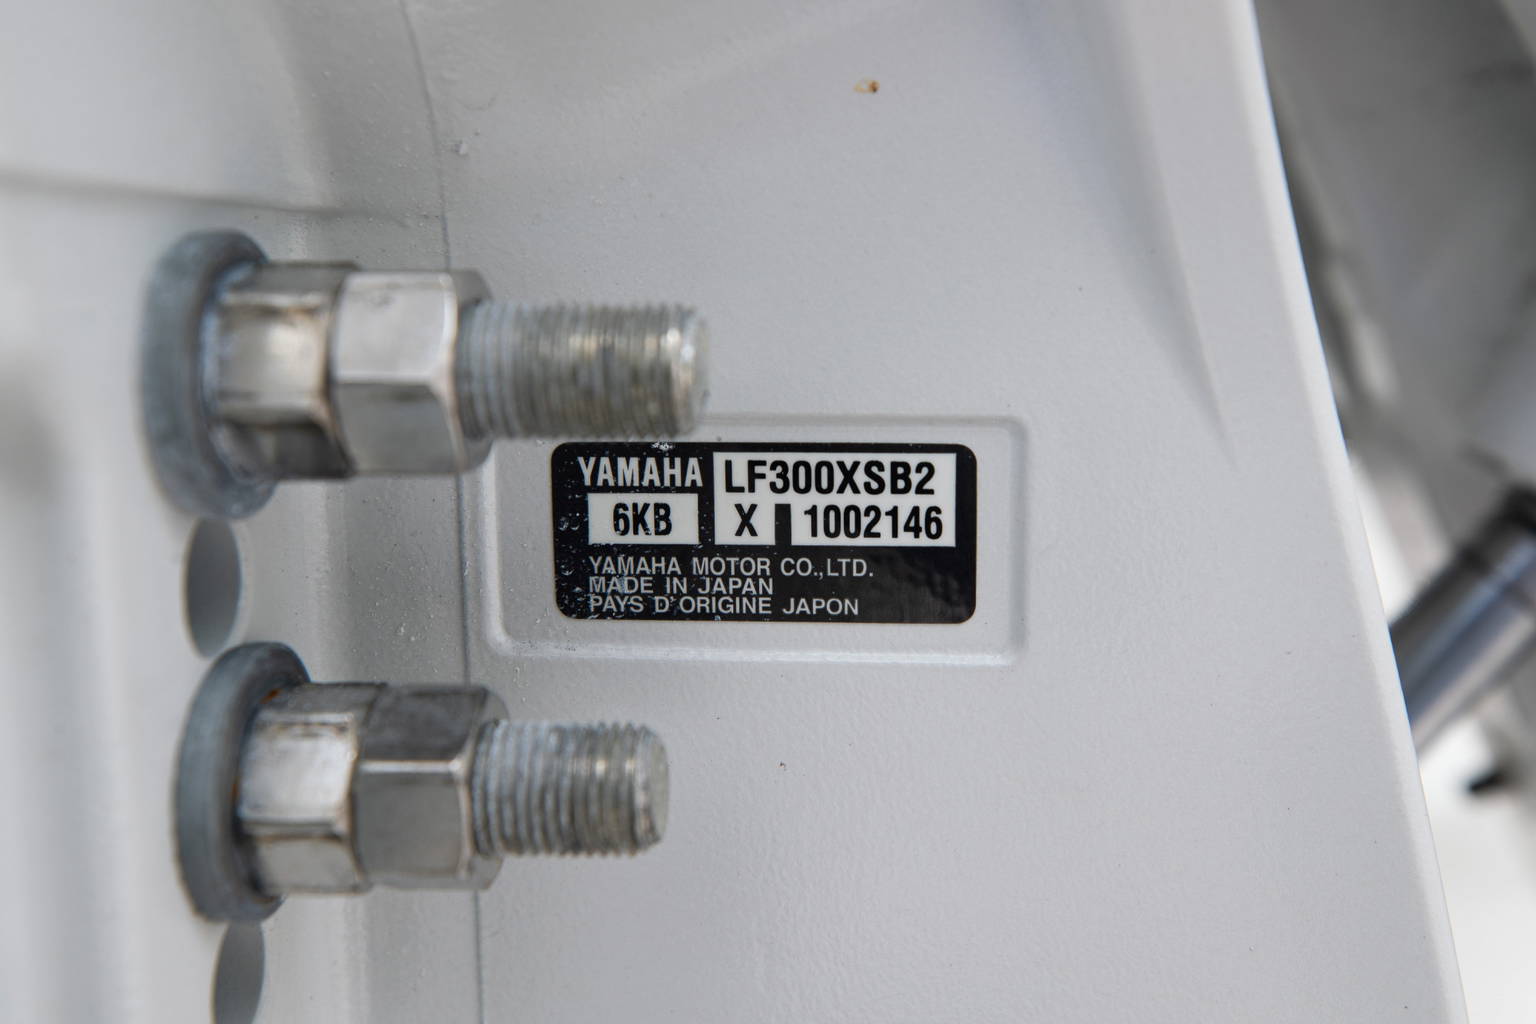 YAMAHA LF300XSB2
6KB X 1002146
YAMAHA MOTOR CO.,LTD.
MADE IN JAPAN
PAYS D'ORIGINE JAPON